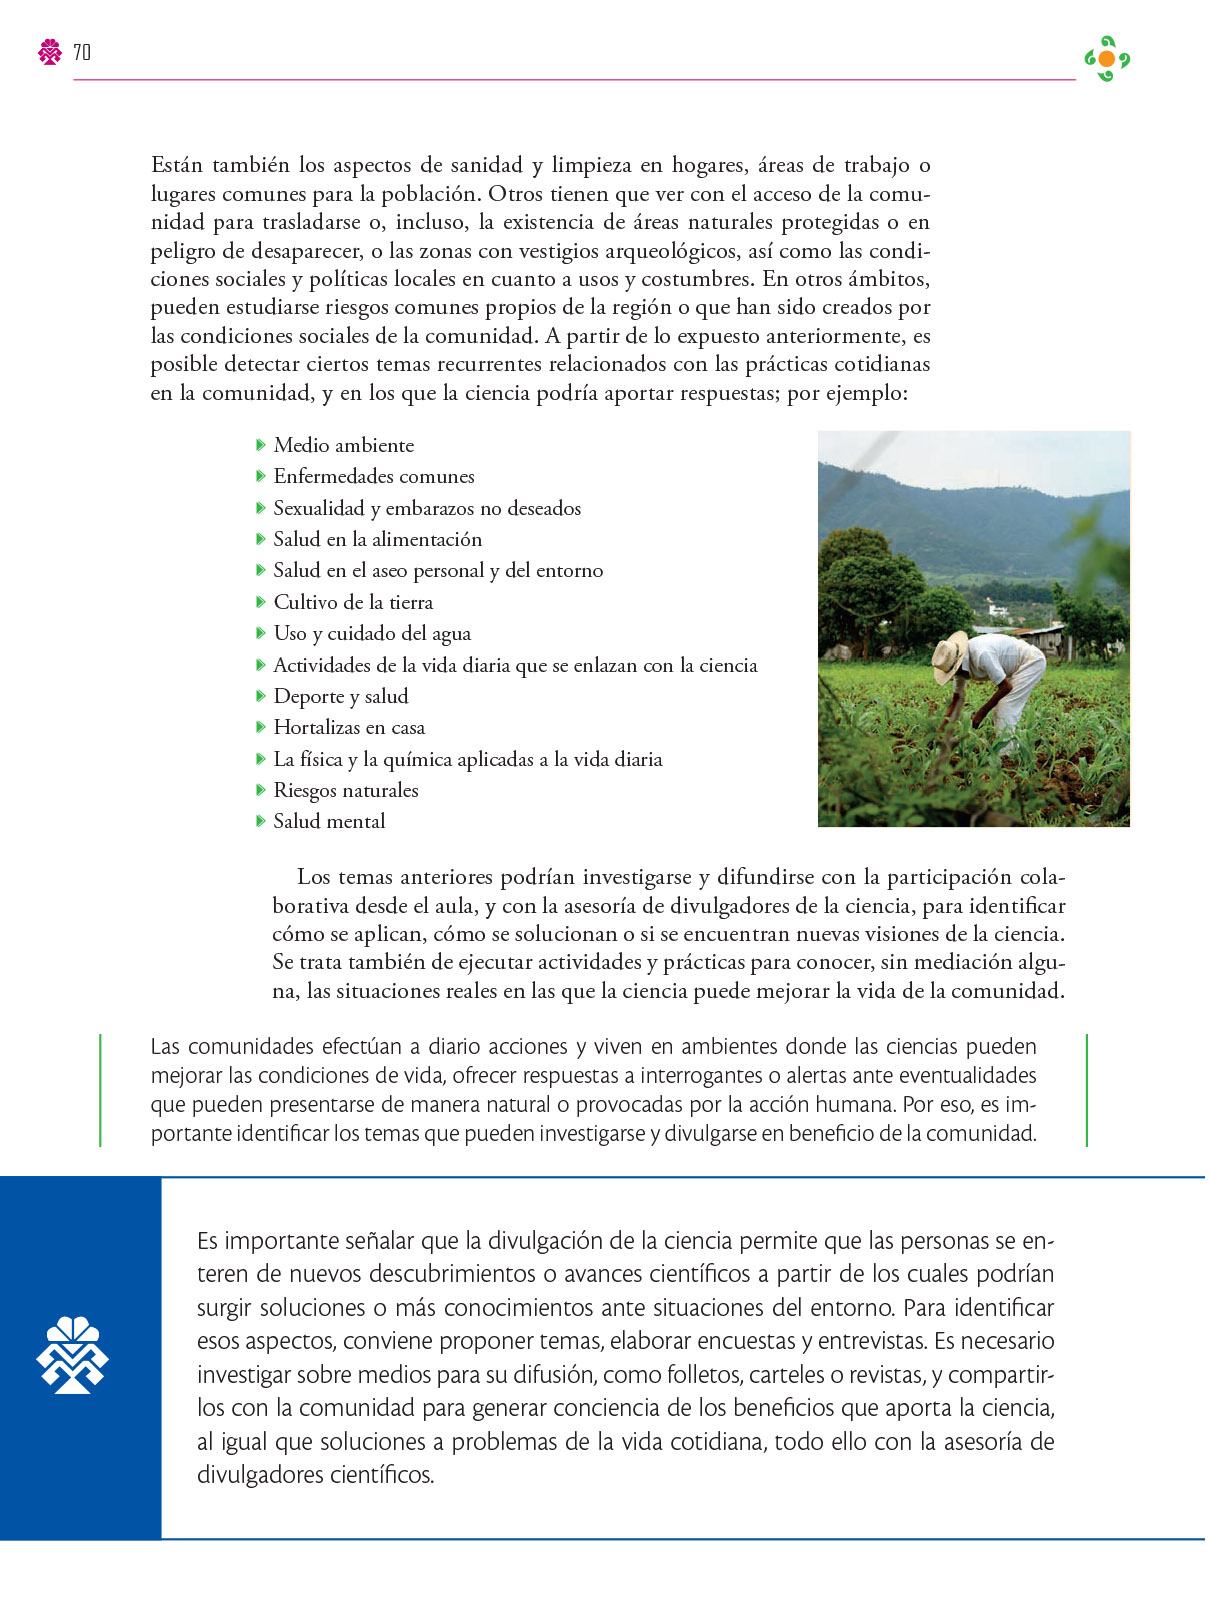 70
Están también los aspectos de sanidad y limpieza en hogares, áreas de trabajo o
lugares comunes para la población. Otros tienen que ver con el acceso de la comu-
nidad para trasladarse o, incluso, la existencia de áreas naturales protegidas o en
peligro de desaparecer, o las zonas con vestigios arqueológicos, así como las condi-
ciones sociales y políticas locales en cuanto a usos y costumbres. En otros ámbitos,
pueden estudiarse riesgos comunes propios de la región o que han sido creados por
las condiciones sociales de la comunidad. A partir de lo expuesto anteriormente, es
posible detectar ciertos temas recurrentes relacionados con las prácticas cotidianas
en la comunidad, y en los que la ciencia podría aportar respuestas; por ejemplo:
Medio ambiente
Enfermedades comunes
Sexualidad y embarazos no deseados
Salud en la alimentación
Salud en el aseo personal y del entorno
Cultivo de la tierra
Uso y cuidado del agua
Actividades de la vida diaria que se enlazan con la ciencia
Deporte y salud
Hortalizas en casa
La física y la química aplicadas a la vida diaria
Riesgos naturales
Salud mental
Los temas anteriores podrían investigarse y difundirse con la participación cola-
borativa desde el aula, y con la asesoría de divulgadores de la ciencia, para identificar
cómo se aplican, cómo se solucionan o si se encuentran nuevas visiones de la ciencia.
Se trata también de ejecutar actividades y prácticas para conocer, sin mediación algu-
na, las situaciones reales en las que la ciencia puede mejorar la vida de la comunidad.
Las comunidades efectúan a diario acciones y viven en ambientes donde las ciencias pueden
mejorar las condiciones de vida, ofrecer respuestas a interrogantes o alertas ante eventualidades
que pueden presentarse de manera natural o provocadas por la acción humana. Por eso, es im-
portante identificar los temas que pueden investigarse y divulgarse en beneficio de la comunidad.
Es importante señalar que la divulgación de la ciencia permite que las personas se en-
teren de nuevos descubrimientos o avances científicos a partir de los cuales podrían
surgir soluciones o más conocimientos ante situaciones del entorno. Para identificar
esos aspectos, conviene proponer temas, elaborar encuestas y entrevistas. Es necesario
investigar sobre medios para su difusión, como folletos, carteles o revistas, y compartir-
los con la comunidad para generar conciencia de los beneficios que aporta la ciencia,
al igual que soluciones a problemas de la vida cotidiana, todo ello con la asesoría de
divulgadores científicos.